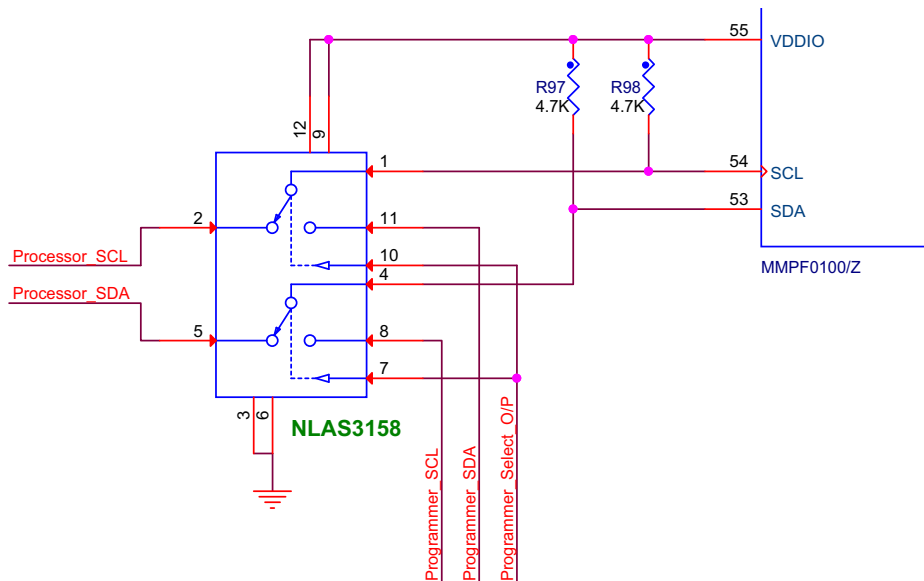 55
VDDIO
R97
4.7K
R98
4.7K
12
9
1
54
SCL
2
11
53
SDA
Processor_SCL
10
4
MMPF0100/Z
Processor_SDA
5
8
7
3
6
NLAS3158
Programmer_SCL
Programmer_SDA
Programmer_Select_O/P